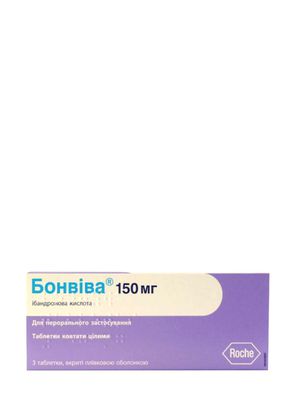 Бонвіва® 150 мг
ібандронова кислота
Для перорального застосування
Таблетки ковтати цілими
3 таблетки, вкриті плівковою оболонкою
Roche